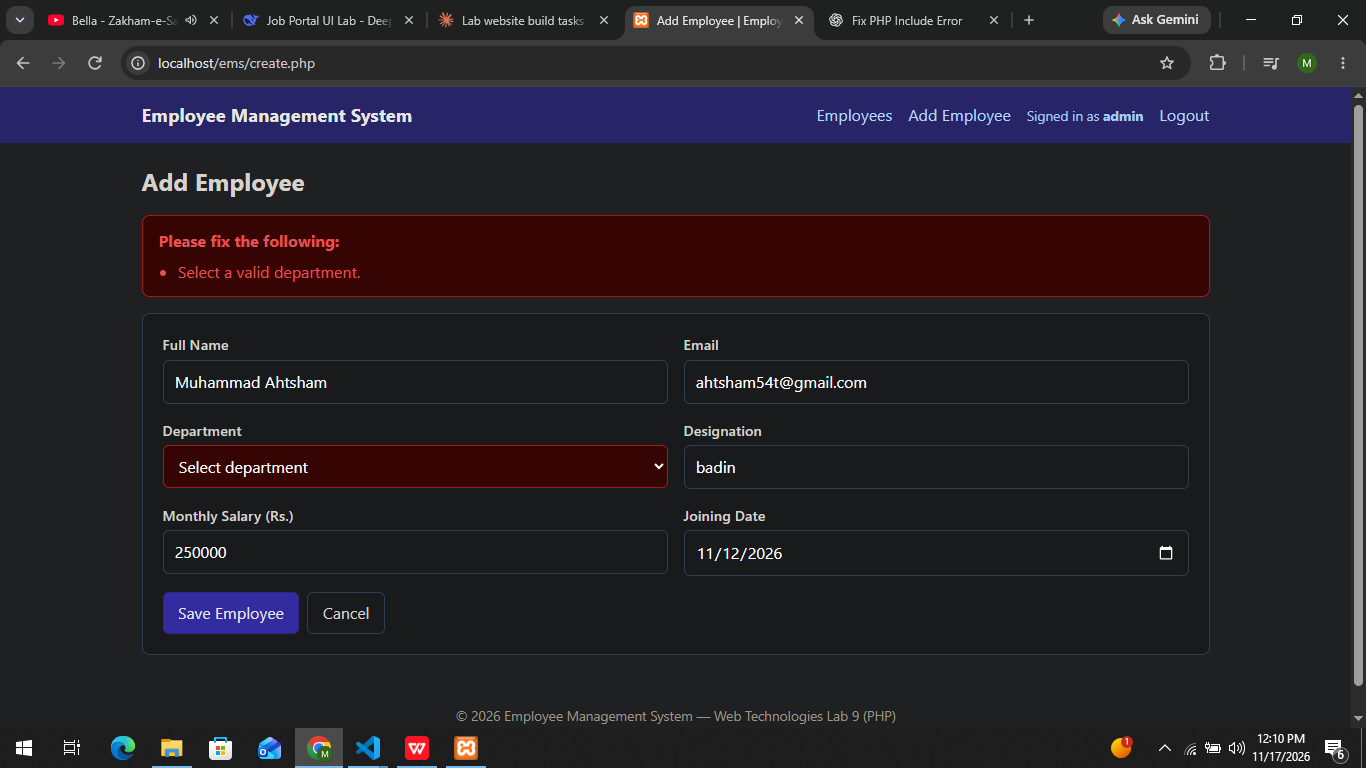 Bella - Zakham-e-Sa
Job Portal UI Lab - Deep
Lab website build tasks
Add Employee | Employ
Fix PHP Include Error
Ask Gemini
localhost/ems/create.php
M
Employee Management System
Employees
Add Employee
Signed in as admin
Logout
Add Employee
Please fix the following:
• Select a valid department.
Full Name
Email
Muhammad Ahtsham
ahtsham54t@gmail.com
Department
Designation
Select department
badin
Monthly Salary (Rs.)
Joining Date
250000
11/12/2026
Save Employee
Cancel
© 2026 Employee Management System — Web Technologies Lab 9 (PHP)
M
W
1
12:10 PM
11/17/2026
6